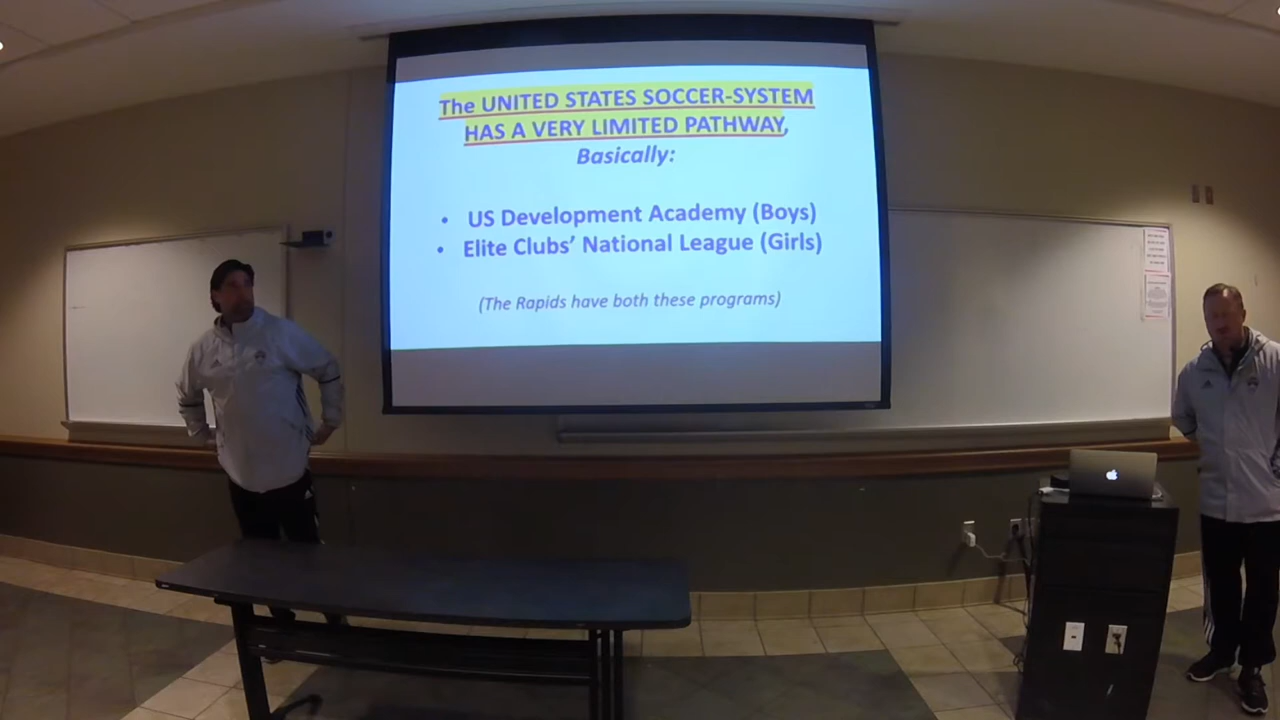 The UNITED STATES SOCCER-SYSTEM
HAS A VERY LIMITED PATHWAY,
Basically:
• US Development Academy (Boys)
• Elite Clubs' National League (Girls)
(The Rapids have both these programs)